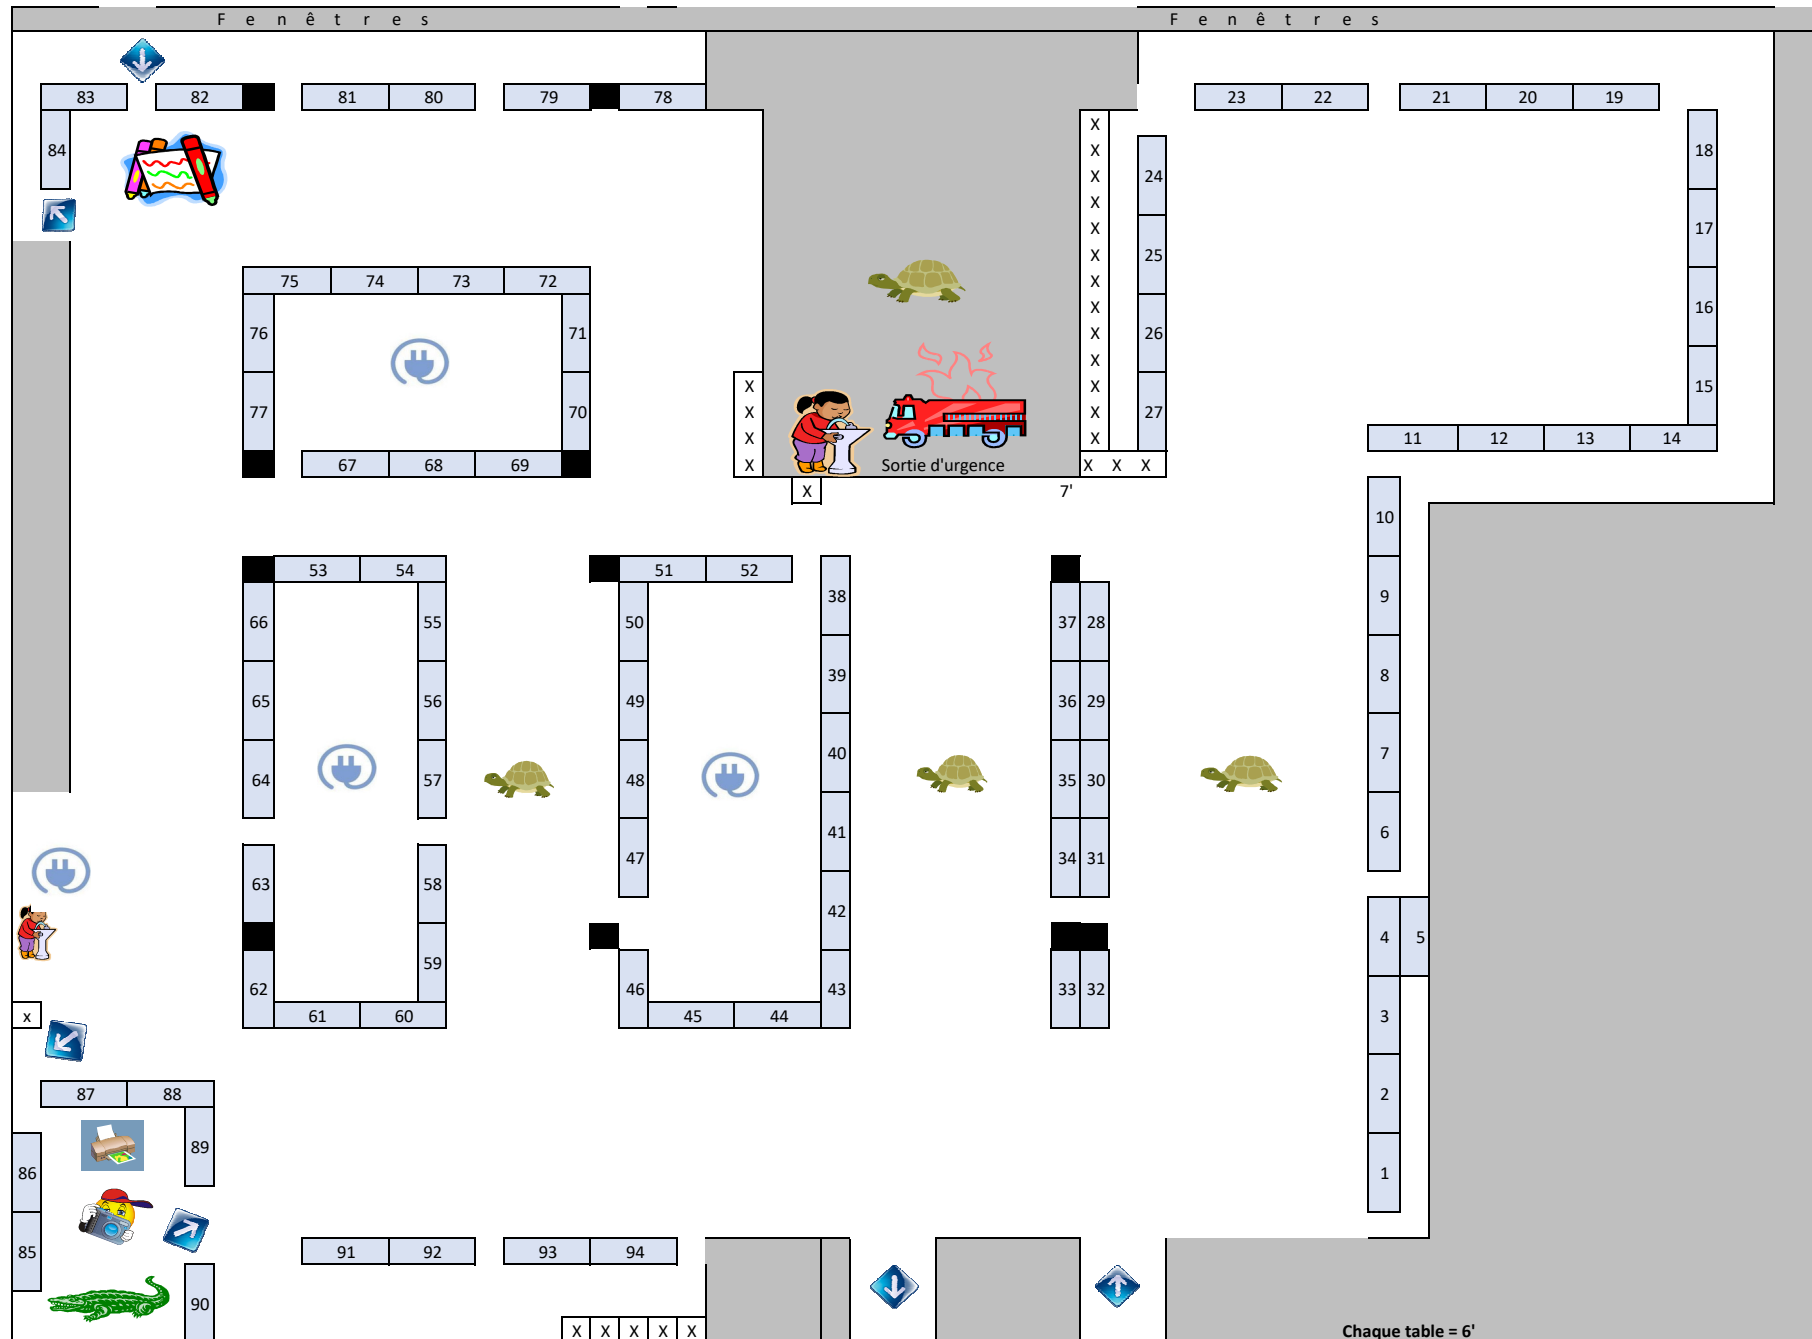 F e n ê t r e s F e n ê t r e s
83 82 81 80 79 78 23 22 21 20 19
X
84 X 18
X
X 24
X
X 17
X 25
75 74 73 72 X
X 16
76 71 X 26
X
X X 15
77 70 X X 27
X X 11 12 13 14
67 68 69 X Sortie d'urgence X X X
X 7'
10
53 54 51 52
38 9
66 55 50 37 28
39 8
65 56 49 36 29
40 7
64 57 48 35 30
41 6
47 34 31
63 58
42 4 5
59
62 46 43 33 32
x 61 60 45 44 3
87 88 2
89
86 1
85 91 92 93 94
90
X X X X X Chaque table = 6'